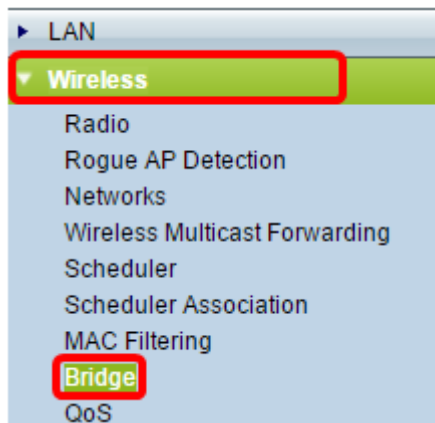 LAN
Wireless
Radio
Rogue AP Detection
Networks
Wireless Multicast Forwarding
Scheduler
Scheduler Association
MAC Filtering
Bridge
QoS